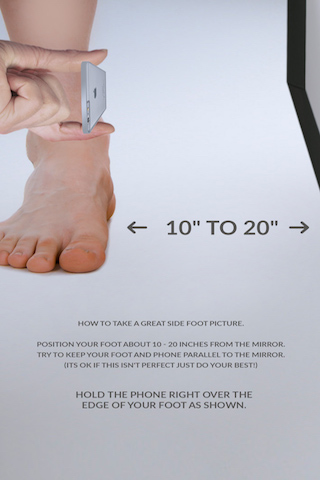 ← 10" TO 20" →
HOW TO TAKE A GREAT SIDE FOOT PICTURE.
POSITION YOUR FOOT ABOUT 10 - 20 INCHES FROM THE MIRROR.
TRY TO KEEP YOUR FOOT AND PHONE PARALLEL TO THE MIRROR.
(ITS OK IF THIS ISN'T PERFECT JUST DO YOUR BEST!)
HOLD THE PHONE RIGHT OVER THE
EDGE OF YOUR FOOT AS SHOWN.